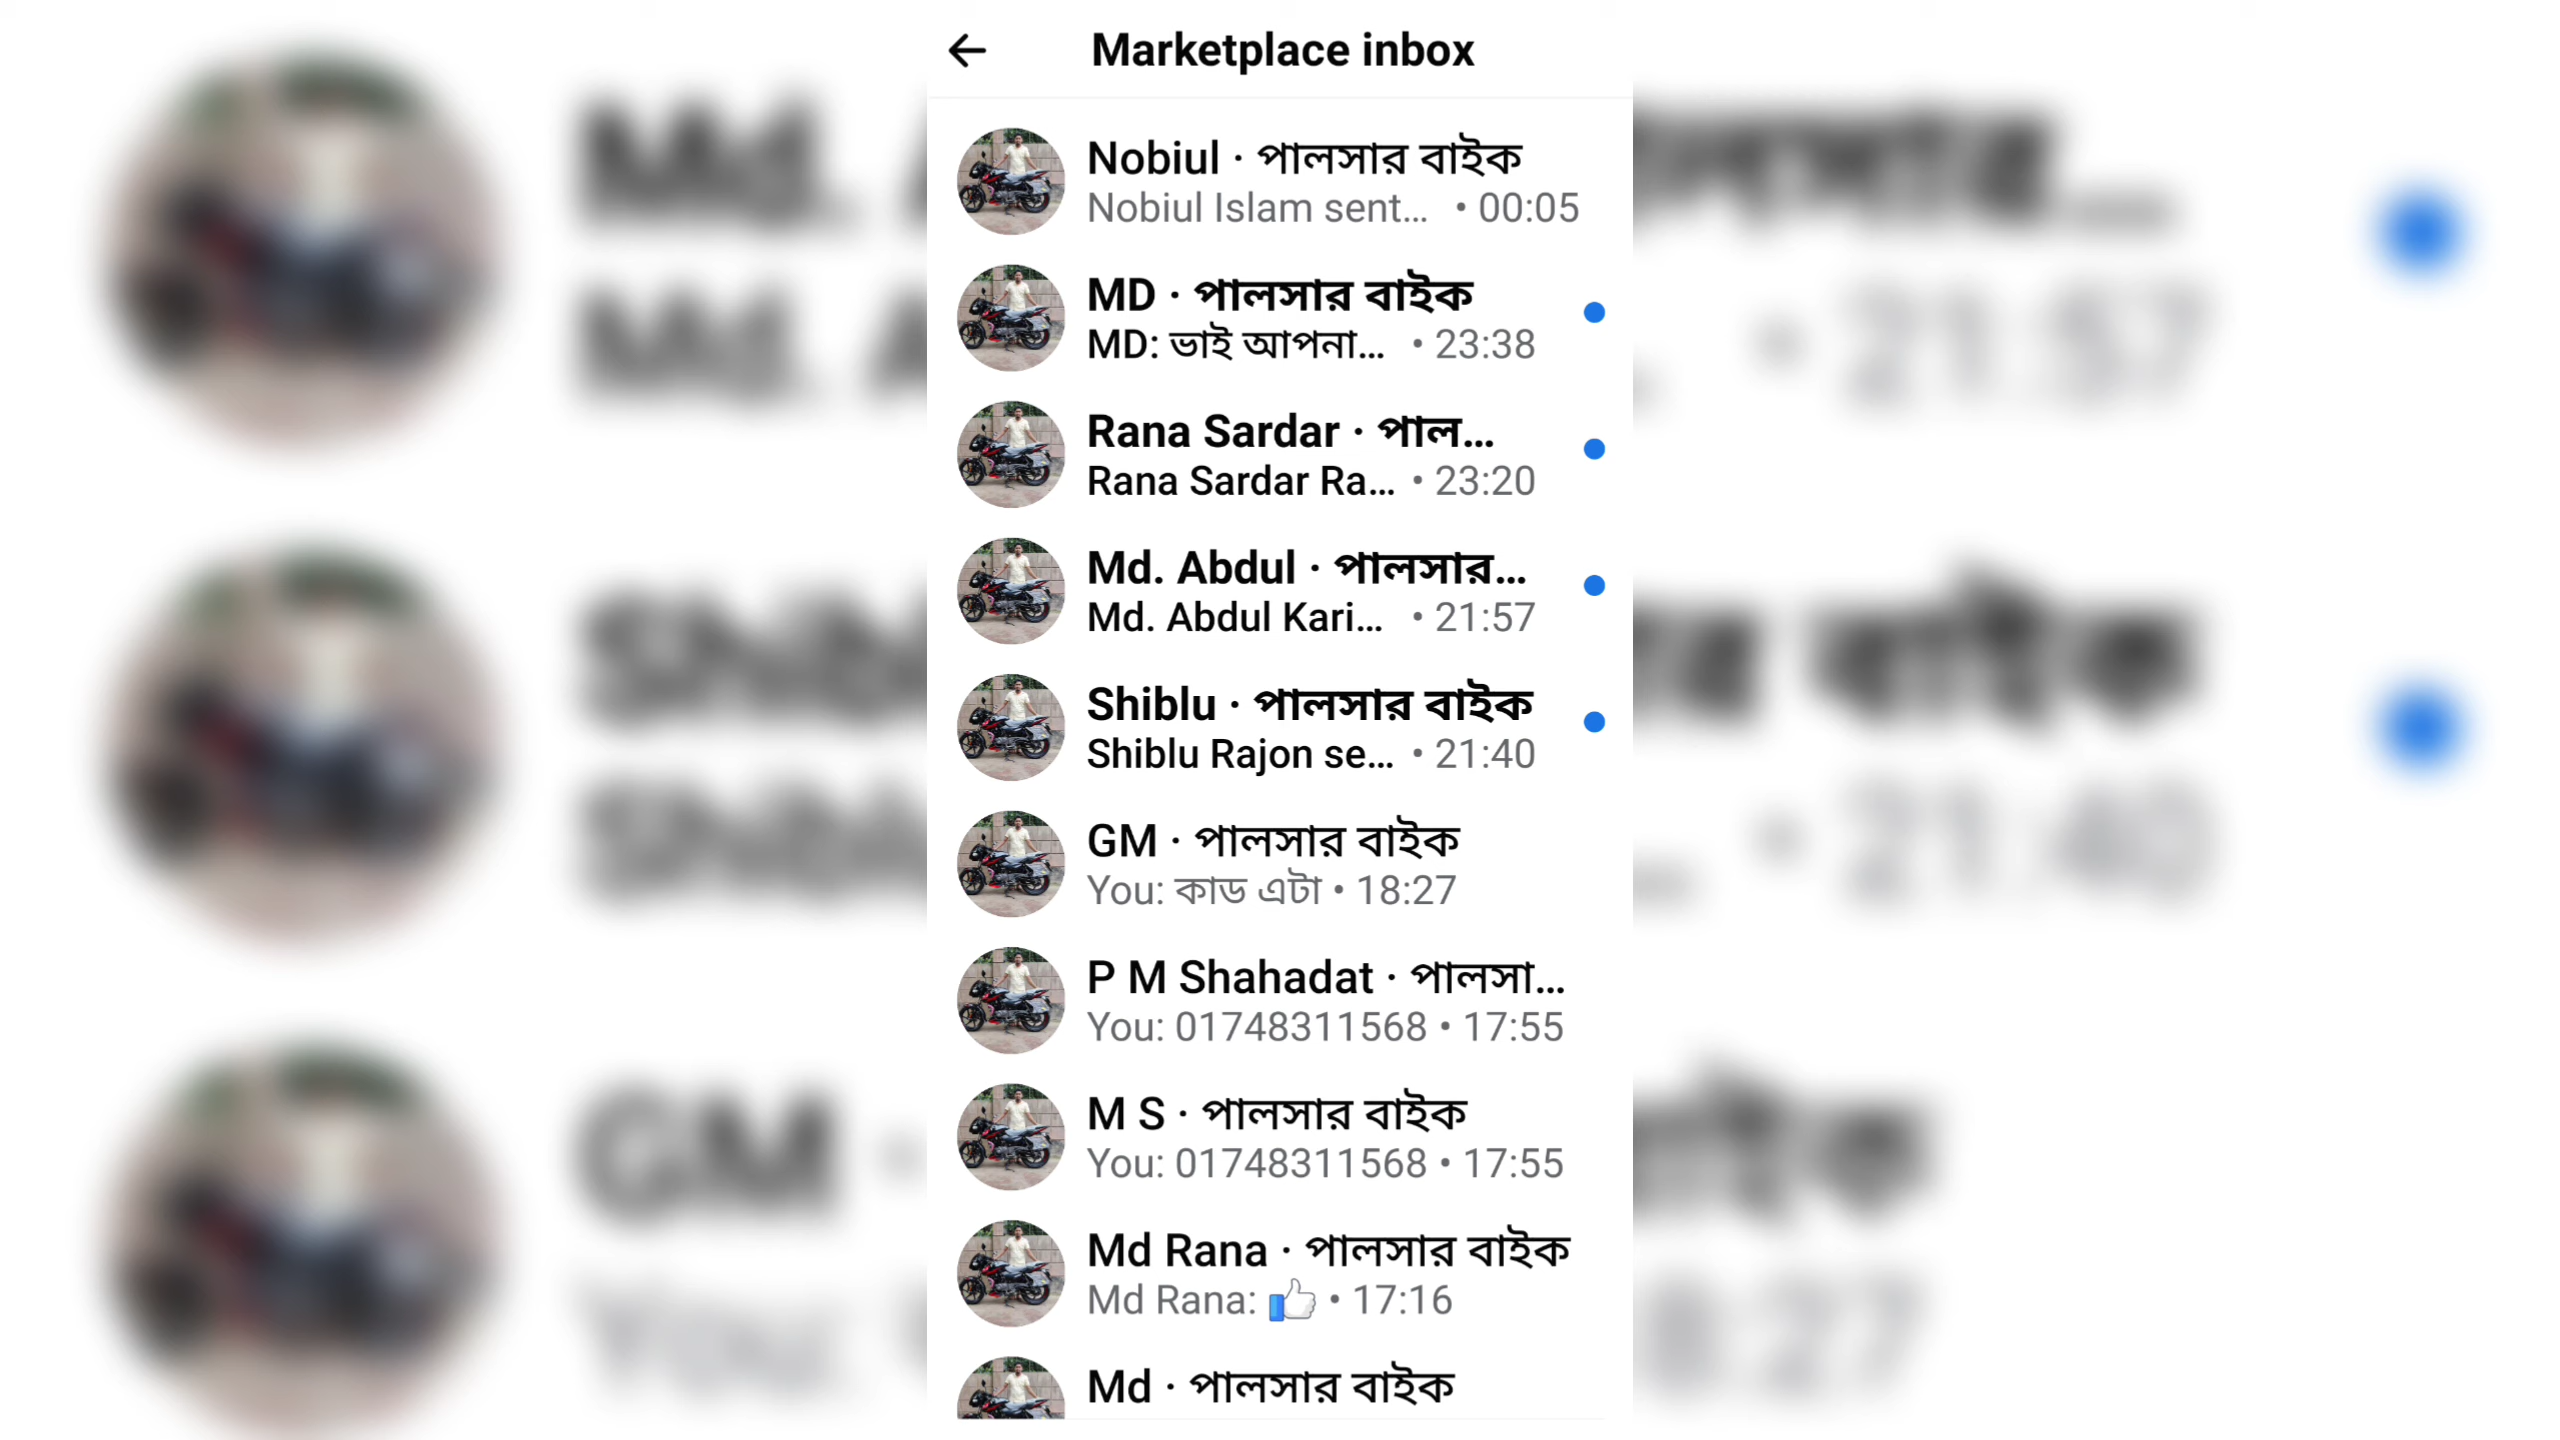 Marketplace inbox
Nobiul · পালসার বাইক
Nobiul Islam sent... • 00:05
MD · পালসার বাইক
MD: ভাই আপনা... • 23:38
Rana Sardar · পাল...
Rana Sardar Ra... • 23:20
Md. Abdul · পালসার...
Md. Abdul Kari... • 21:57
Shiblu · পালসার বাইক
Shiblu Rajon se... • 21:40
GM · পালসার বাইক
You: কাড এটা • 18:27
P M Shahadat · পালসা...
You: 01748311568 • 17:55
M S · পালসার বাইক
You: 01748311568 • 17:55
Md Rana · পালসার বাইক
Md Rana: 👍 • 17:16
Md · পালসার বাইক